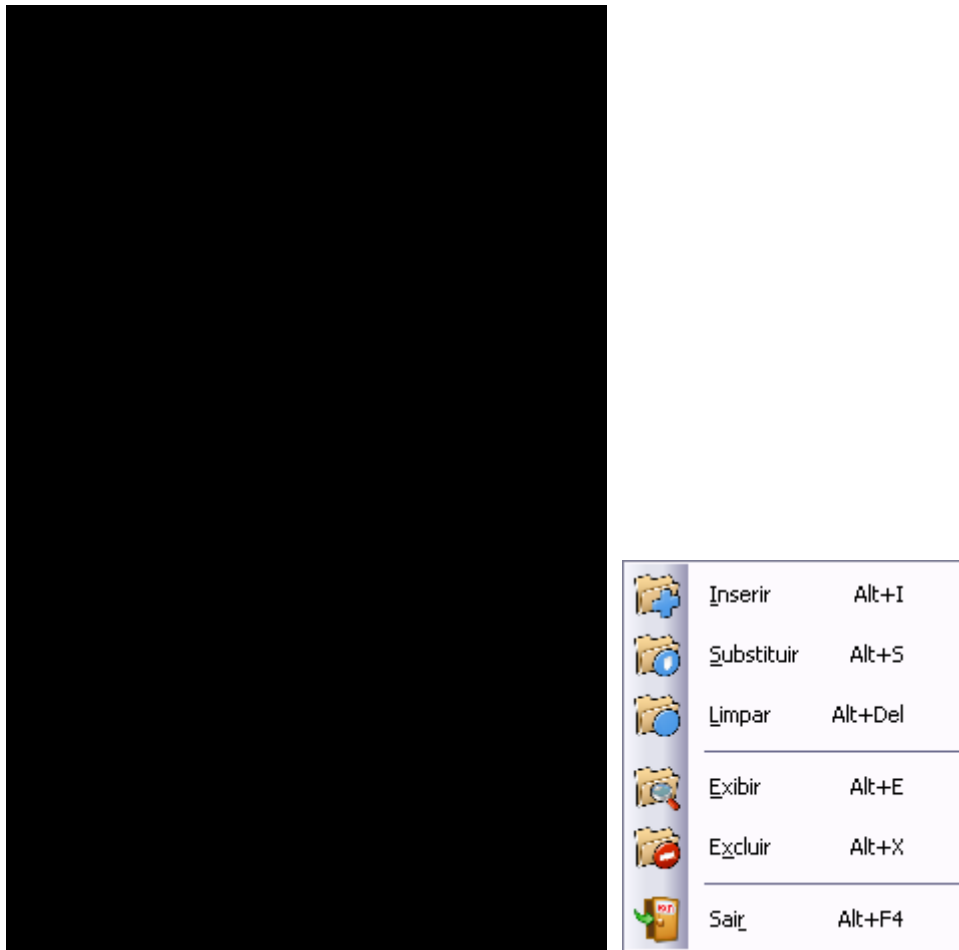 Inserir Alt+I
Substituir Alt+S
Limpar Alt+Del
Exibir Alt+E
Excluir Alt+X
Sair Alt+F4